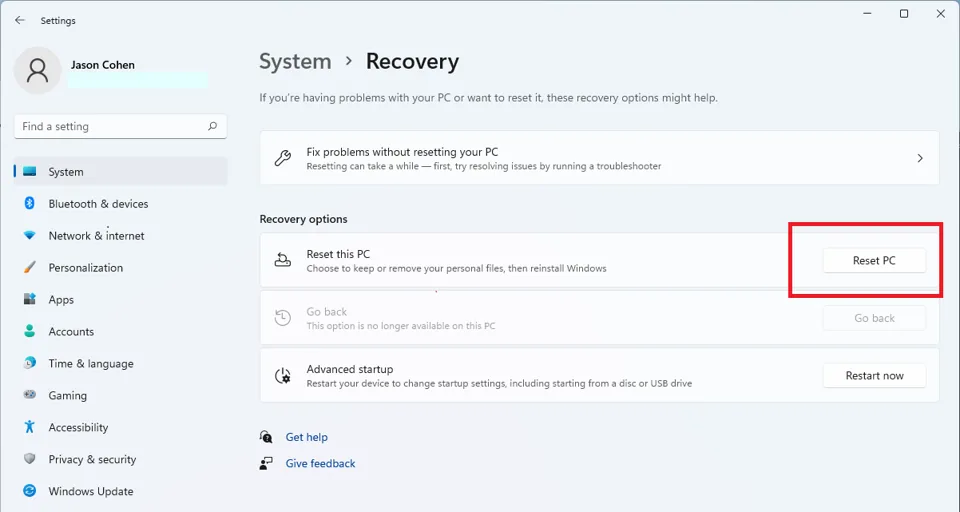 Settings
Jason Cohen
Find a setting
System
Bluetooth & devices
Network & internet
Personalization
Apps
Accounts
Time & language
Gaming
Accessibility
Privacy & security
Windows Update
System > Recovery
If you're having problems with your PC or want to reset it, these recovery options might help.
Fix problems without resetting your PC
Resetting can take a while — first, try resolving issues by running a troubleshooter
Recovery options
Reset this PC
Choose to keep or remove your personal files, then reinstall Windows
Reset PC
Go back
This option is no longer available on this PC
Go back
Advanced startup
Restart your device to change startup settings, including starting from a disc or USB drive
Restart now
Get help
Give feedback